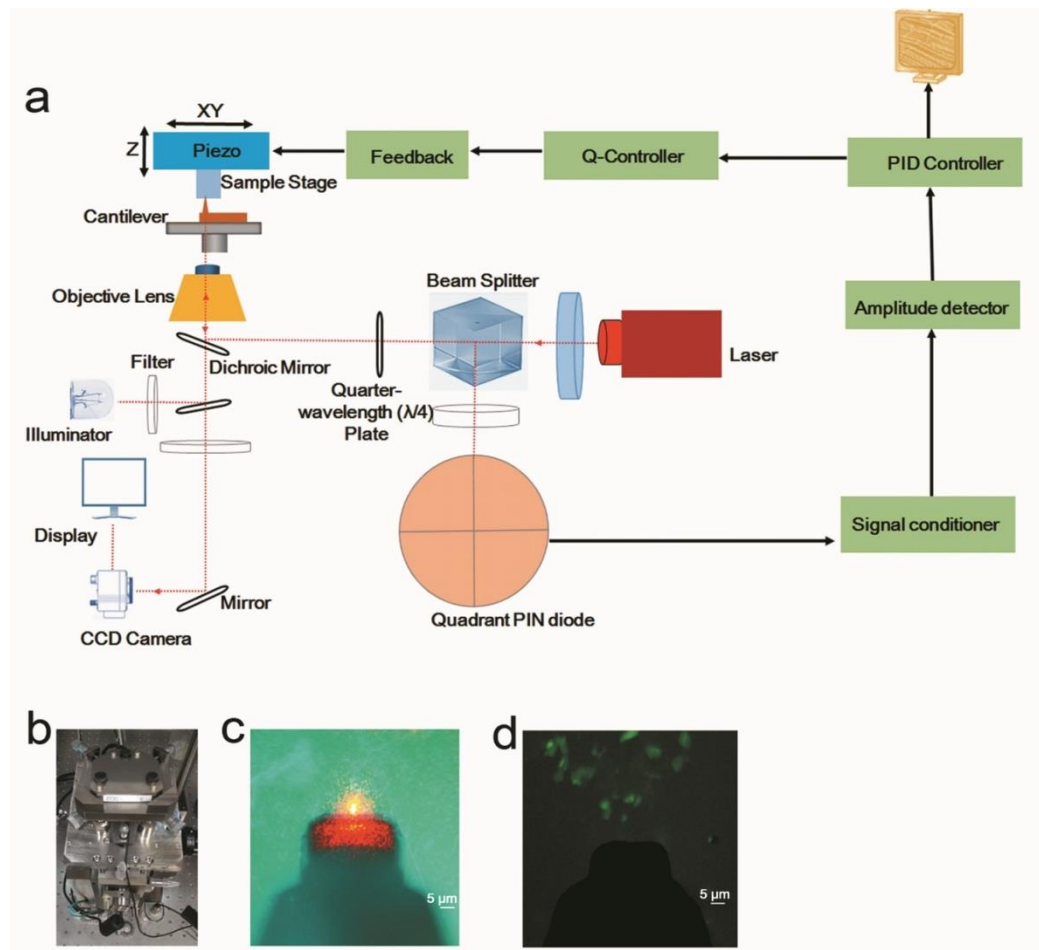 a
XY
Z
Piezo
Feedback
Q-Controller
PID Controller
Sample Stage
Cantilever
Objective Lens
Beam Splitter
Amplitude detector
Laser
Dichroic Mirror
Filter
Quarter-
wavelength (λ/4)
Plate
Illuminator
Display
Signal conditioner
Mirror
Quadrant PIN diode
CCD Camera
b
c
d
5 µm
5 µm